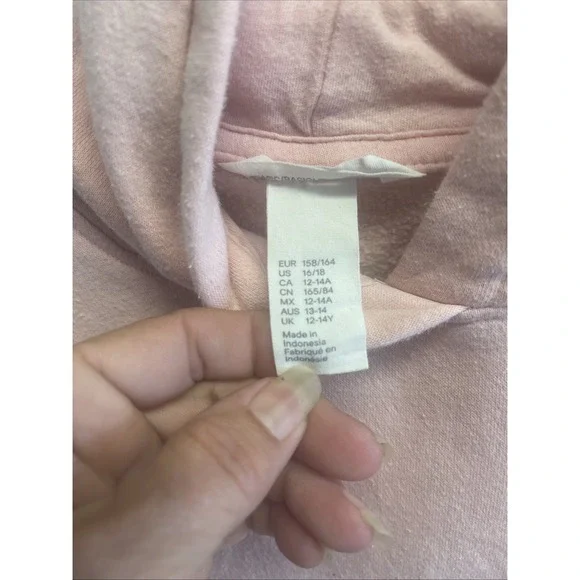 EUR 158/164
US 16/18
CA 12-14A
CN 165/84
MX 12-14A
AUS 13-14
UK 12-14Y
Made in
Indonesia
Fabriqué en
Indonésie